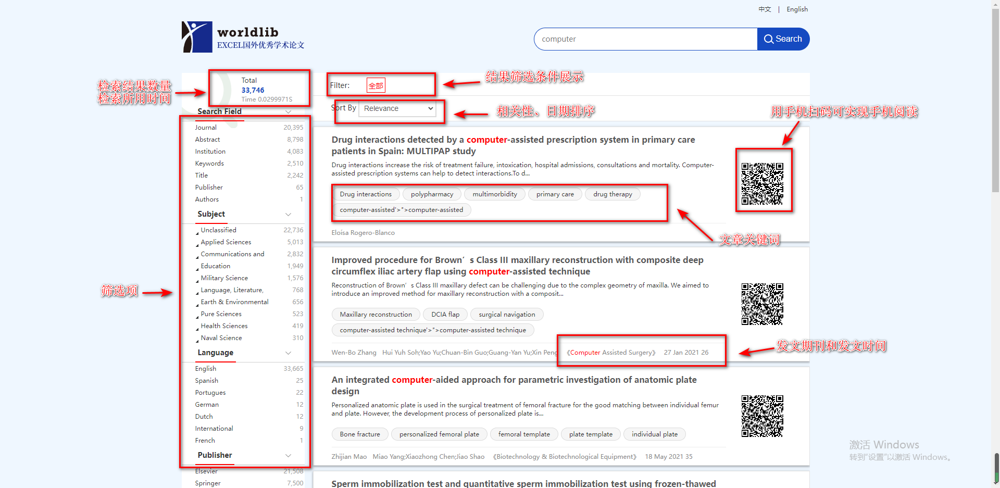 中文 | English
worldlib
EXCEL国外优秀学术论文
computer
Search
检索结果数量
检索所用时间
Total
33,746
Time 0.0299971S
Filter: 全部
结果筛选条件展示
Sort By Relevance
相关性、日期排序
用手机扫码可实现手机阅读
Search Field
Journal 20,395
Abstract 8,798
Institution 4,083
Keywords 2,510
Title 2,242
Publisher 65
Authors 1
Subject
Unclassified 22,736
Applied Sciences 5,013
Communications and 2,832
Education 1,949
Military Science 1,576
Language, Literature, 768
Earth & Environmental 656
Pure Sciences 523
Health Sciences 419
Naval Science 310
筛选项
Language
English 33,665
Spanish 25
Portugues 22
German 12
Dutch 12
International 9
French 1
Publisher
Elsevier 21,508
Springer 7,500
Drug interactions detected by a computer-assisted prescription system in primary care
patients in Spain: MULTIPAP study
Drug interactions increase the risk of treatment failure, intoxication, hospital admissions, consultations and mortality. Computer-
assisted prescription systems can help to detect interactions.To d...
Drug interactions polypharmacy multimorbidity primary care drug therapy
computer-assisted'>">computer-assisted
文章关键词
Eloísa Rogero-Blanco
Improved procedure for Brown’s Class III maxillary reconstruction with composite deep
circumflex iliac artery flap using computer-assisted technique
Reconstruction of Brown’s Class III maxillary defect can be challenging due to the complex geometry of maxilla. We aimed to
introduce an improved method for maxillary reconstruction with a composit...
Maxillary reconstruction DCIA flap surgical navigation
computer-assisted technique'>">computer-assisted technique
Wen-Bo Zhang Hui Yuh Soh;Yao Yu;Chuan-Bin Guo;Guang-Yan Yu;Xin Peng 《Computer Assisted Surgery》 27 Jan 2021 26
发文期刊和发文时间
An integrated computer-aided approach for parametric investigation of anatomic plate
design
Personalized anatomic plate is used in the surgical treatment of femoral fracture for the good matching between individual femur
and plate. However, the development process of personalized plate is...
Bone fracture personalized femoral plate femoral template plate template individual plate
Zhijian Mao Miao Yang;Xiaozhong Chen;Jiao Shao 《Biotechnology & Biotechnological Equipment》 18 May 2021 35
Sperm immobilization test and quantitative sperm immobilization test using frozen-thawed
激活 Windows
转到"设置"以激活 Windows。